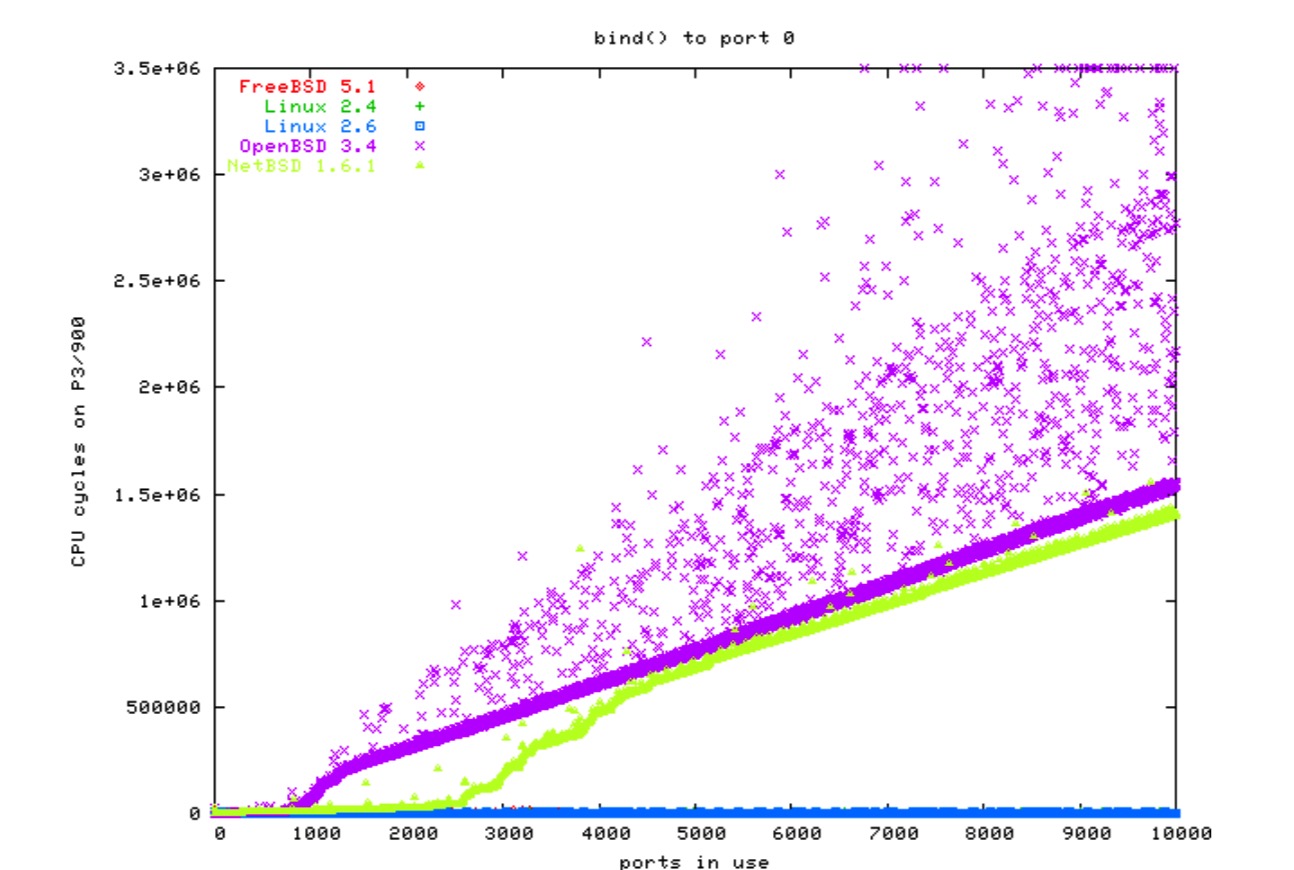 bind() to port 0
3.5e+06
FreeBSD 5.1
Linux 2.4
Linux 2.6
OpenBSD 3.4
NetBSD 1.6.1
3e+06
2.5e+06
2e+06
1.5e+06
1e+06
500000
0
CPU cycles on P3/900
0 1000 2000 3000 4000 5000 6000 7000 8000 9000 10000
ports in use